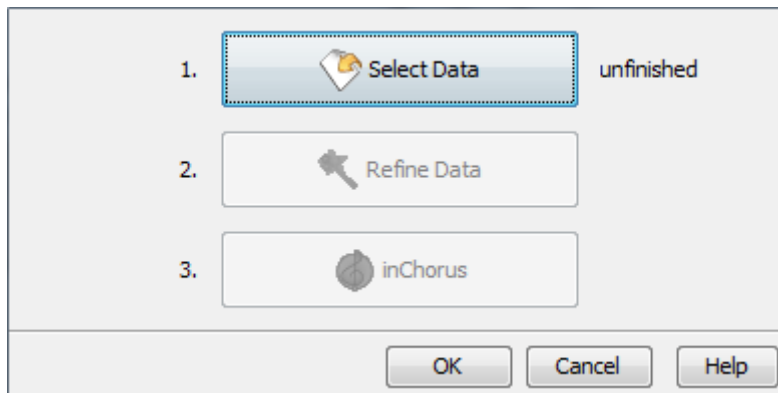 1. Select Data unfinished
2. Refine Data
3. inChorus
OK Cancel Help